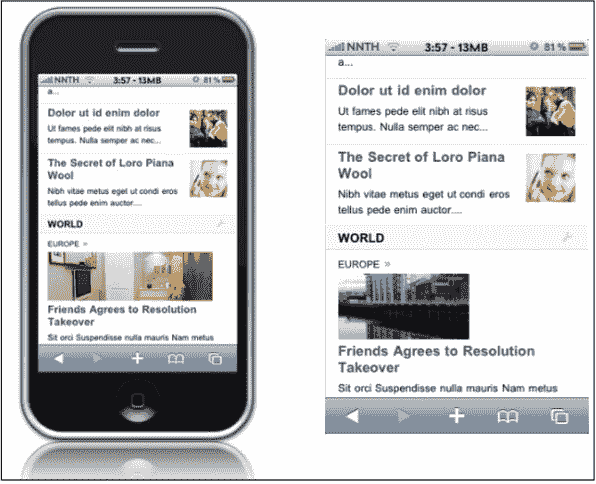 NNTH 3:57 - 13MB 81 %
a...
Dolor ut id enim dolor
Ut fames pede elit nibh at risus
tempus. Nulla semper ac nec...
The Secret of Loro Piana
Wool
Nibh vitae metus eget ut condi eros
tellus pede enim auctor....
WORLD
EUROPE »
Friends Agrees to Resolution
Takeover
Sit orci Suspendisse nulla mauris Nam metus
NNTH 3:57 - 13MB 81 %
a...
Dolor ut id enim dolor
Ut fames pede elit nibh at risus
tempus. Nulla semper ac nec...
The Secret of Loro Piana
Wool
Nibh vitae metus eget ut condi eros
tellus pede enim auctor....
WORLD
EUROPE »
Friends Agrees to Resolution
Takeover
Sit orci Suspendisse nulla mauris Nam metus